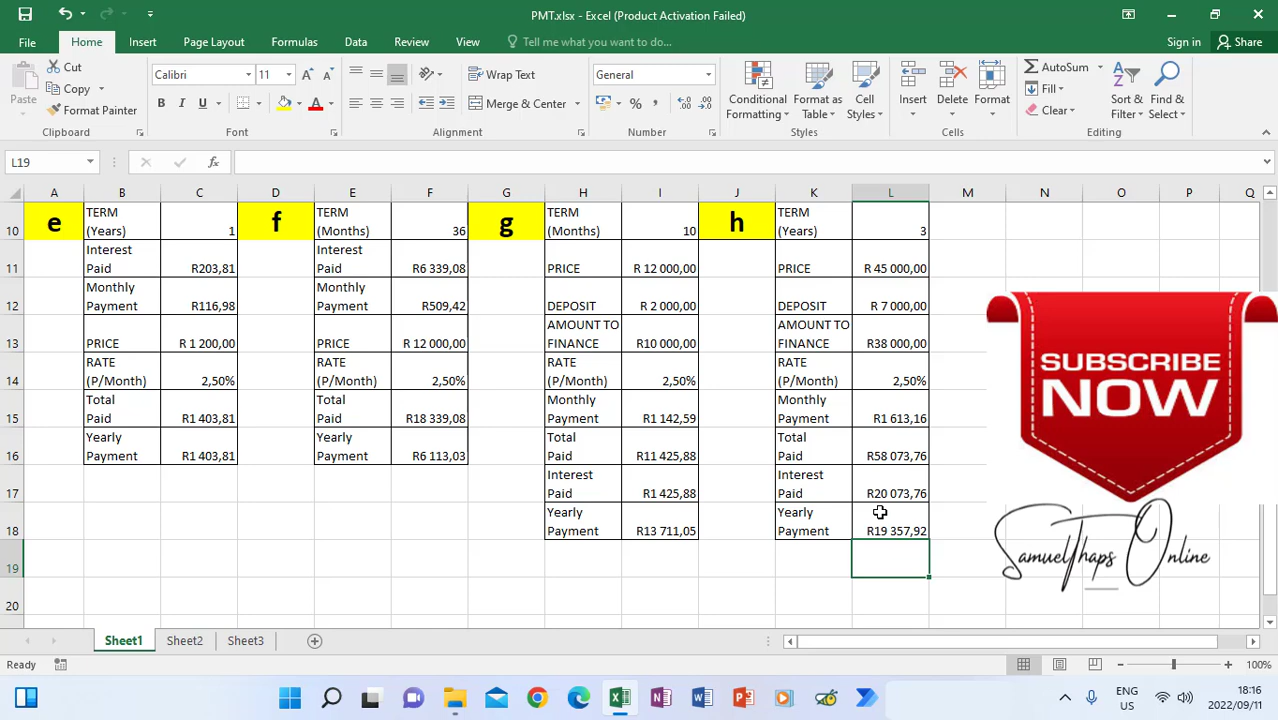 PMT.xlsx - Excel (Product Activation Failed)
File Home Insert Page Layout Formulas Data Review View Tell me what you want to do... Sign in Share
Cut
Copy
Format Painter
Paste
Clipboard
Calibri 11
B I U A
Font
Wrap Text
Merge & Center
Alignment
General
%
Number
Conditional Formatting
Format as Table
Cell Styles
Styles
Insert Delete Format
Cells
AutoSum
Fill
Clear
Sort & Filter
Find & Select
Editing
L19 fx
A B C D E F G H I J K L M N O P Q
10 e TERM (Years) 1 f TERM (Months) 36 g TERM (Months) 10 h TERM (Years) 3
11 Interest Paid R203,81 Interest Paid R6 339,08 PRICE R 12 000,00 PRICE R 45 000,00
12 Monthly Payment R116,98 Monthly Payment R509,42 DEPOSIT R 2 000,00 DEPOSIT R 7 000,00
13 PRICE R 1 200,00 PRICE R 12 000,00 AMOUNT TO FINANCE R10 000,00 AMOUNT TO FINANCE R38 000,00
14 RATE (P/Month) 2,50% RATE (P/Month) 2,50% RATE (P/Month) 2,50% RATE (P/Month) 2,50%
15 Total Paid R1 403,81 Total Paid R18 339,08 Monthly Payment R1 142,59 Monthly Payment R1 613,16
16 Yearly Payment R1 403,81 Yearly Payment R6 113,03 Total Paid R11 425,88 Total Paid R58 073,76
17 Interest Paid R1 425,88 Interest Paid R20 073,76
18 Yearly Payment R13 711,05 Yearly Payment R19 357,92
19
20
SUBSCRIBE
NOW
SamuelThaps Online
Sheet1 Sheet2 Sheet3
Ready 100%
ENG
US
18:16
2022/09/11